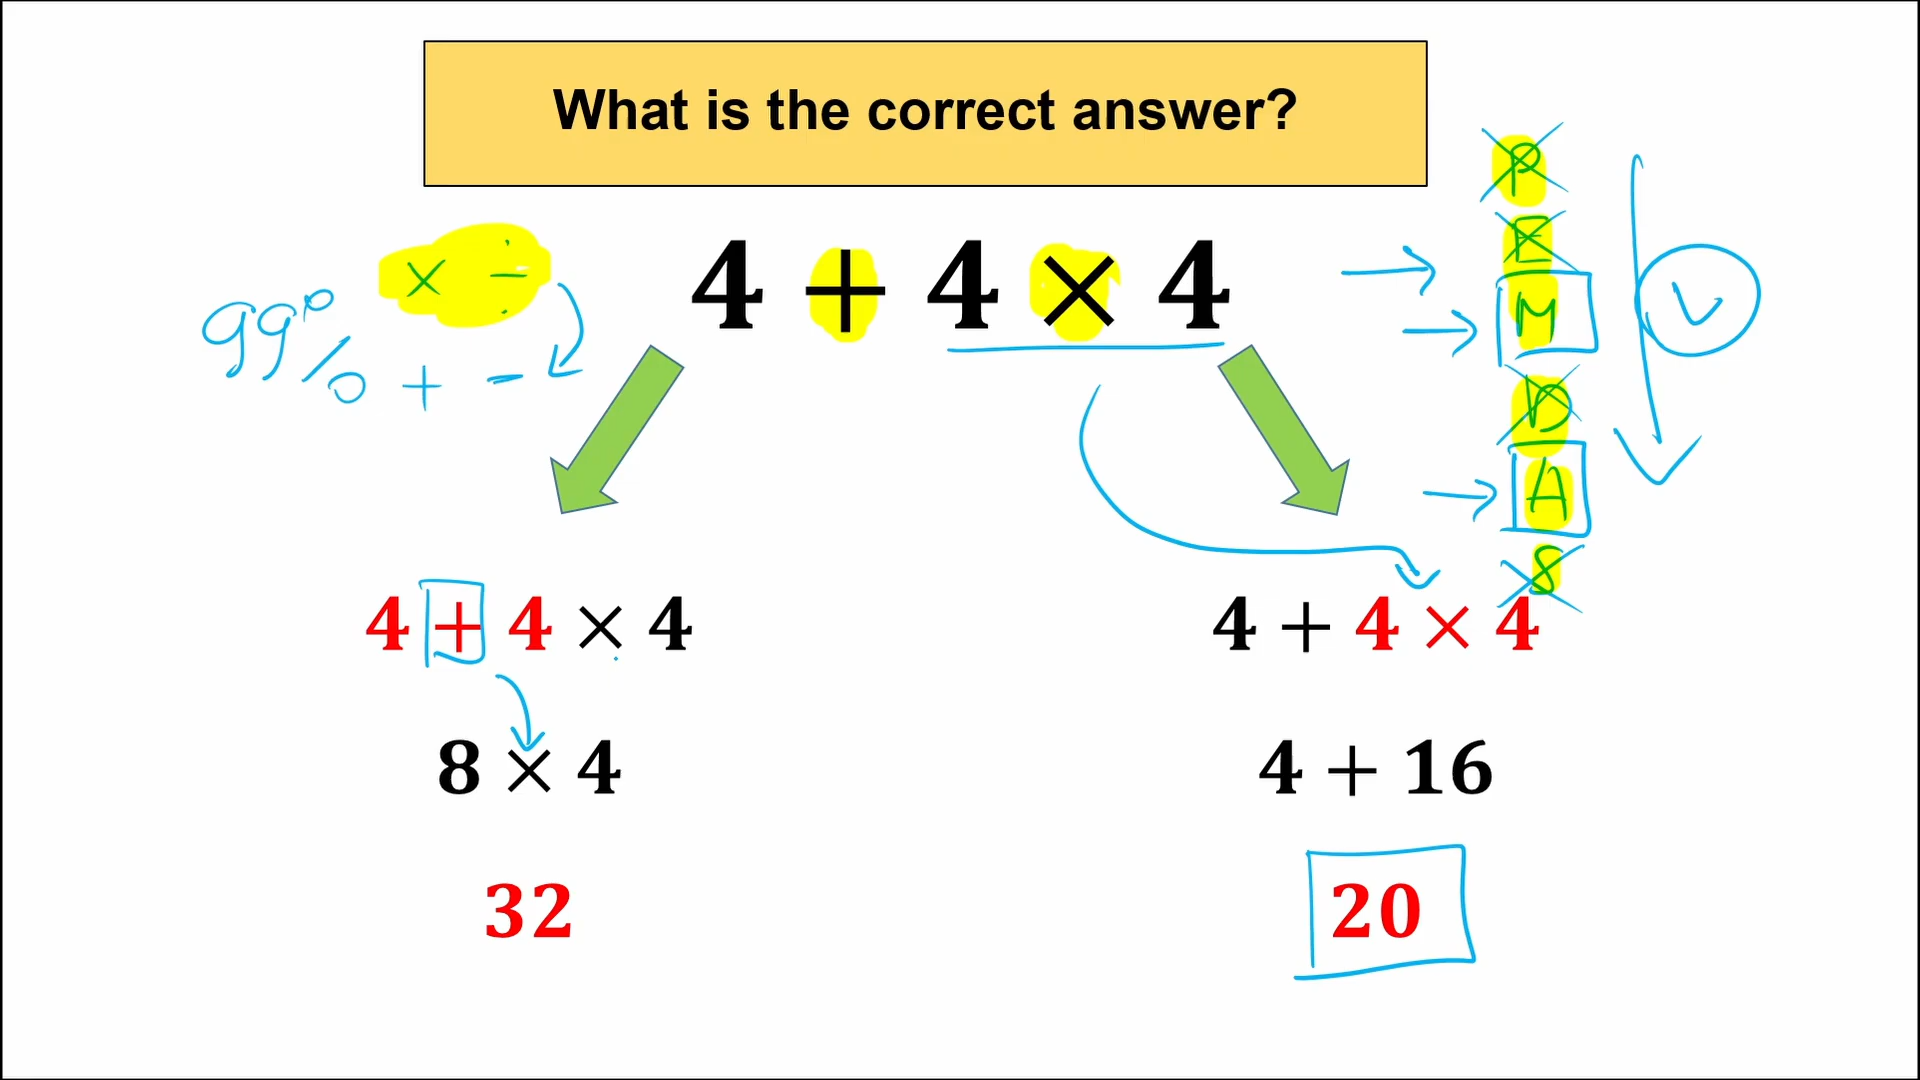 What is the correct answer?
4 + 4 × 4
× ÷
99%
+ -
P
E
M
D
A
S
4 + 4 × 4
8 × 4
32
4 + 4 × 4
4 + 16
20